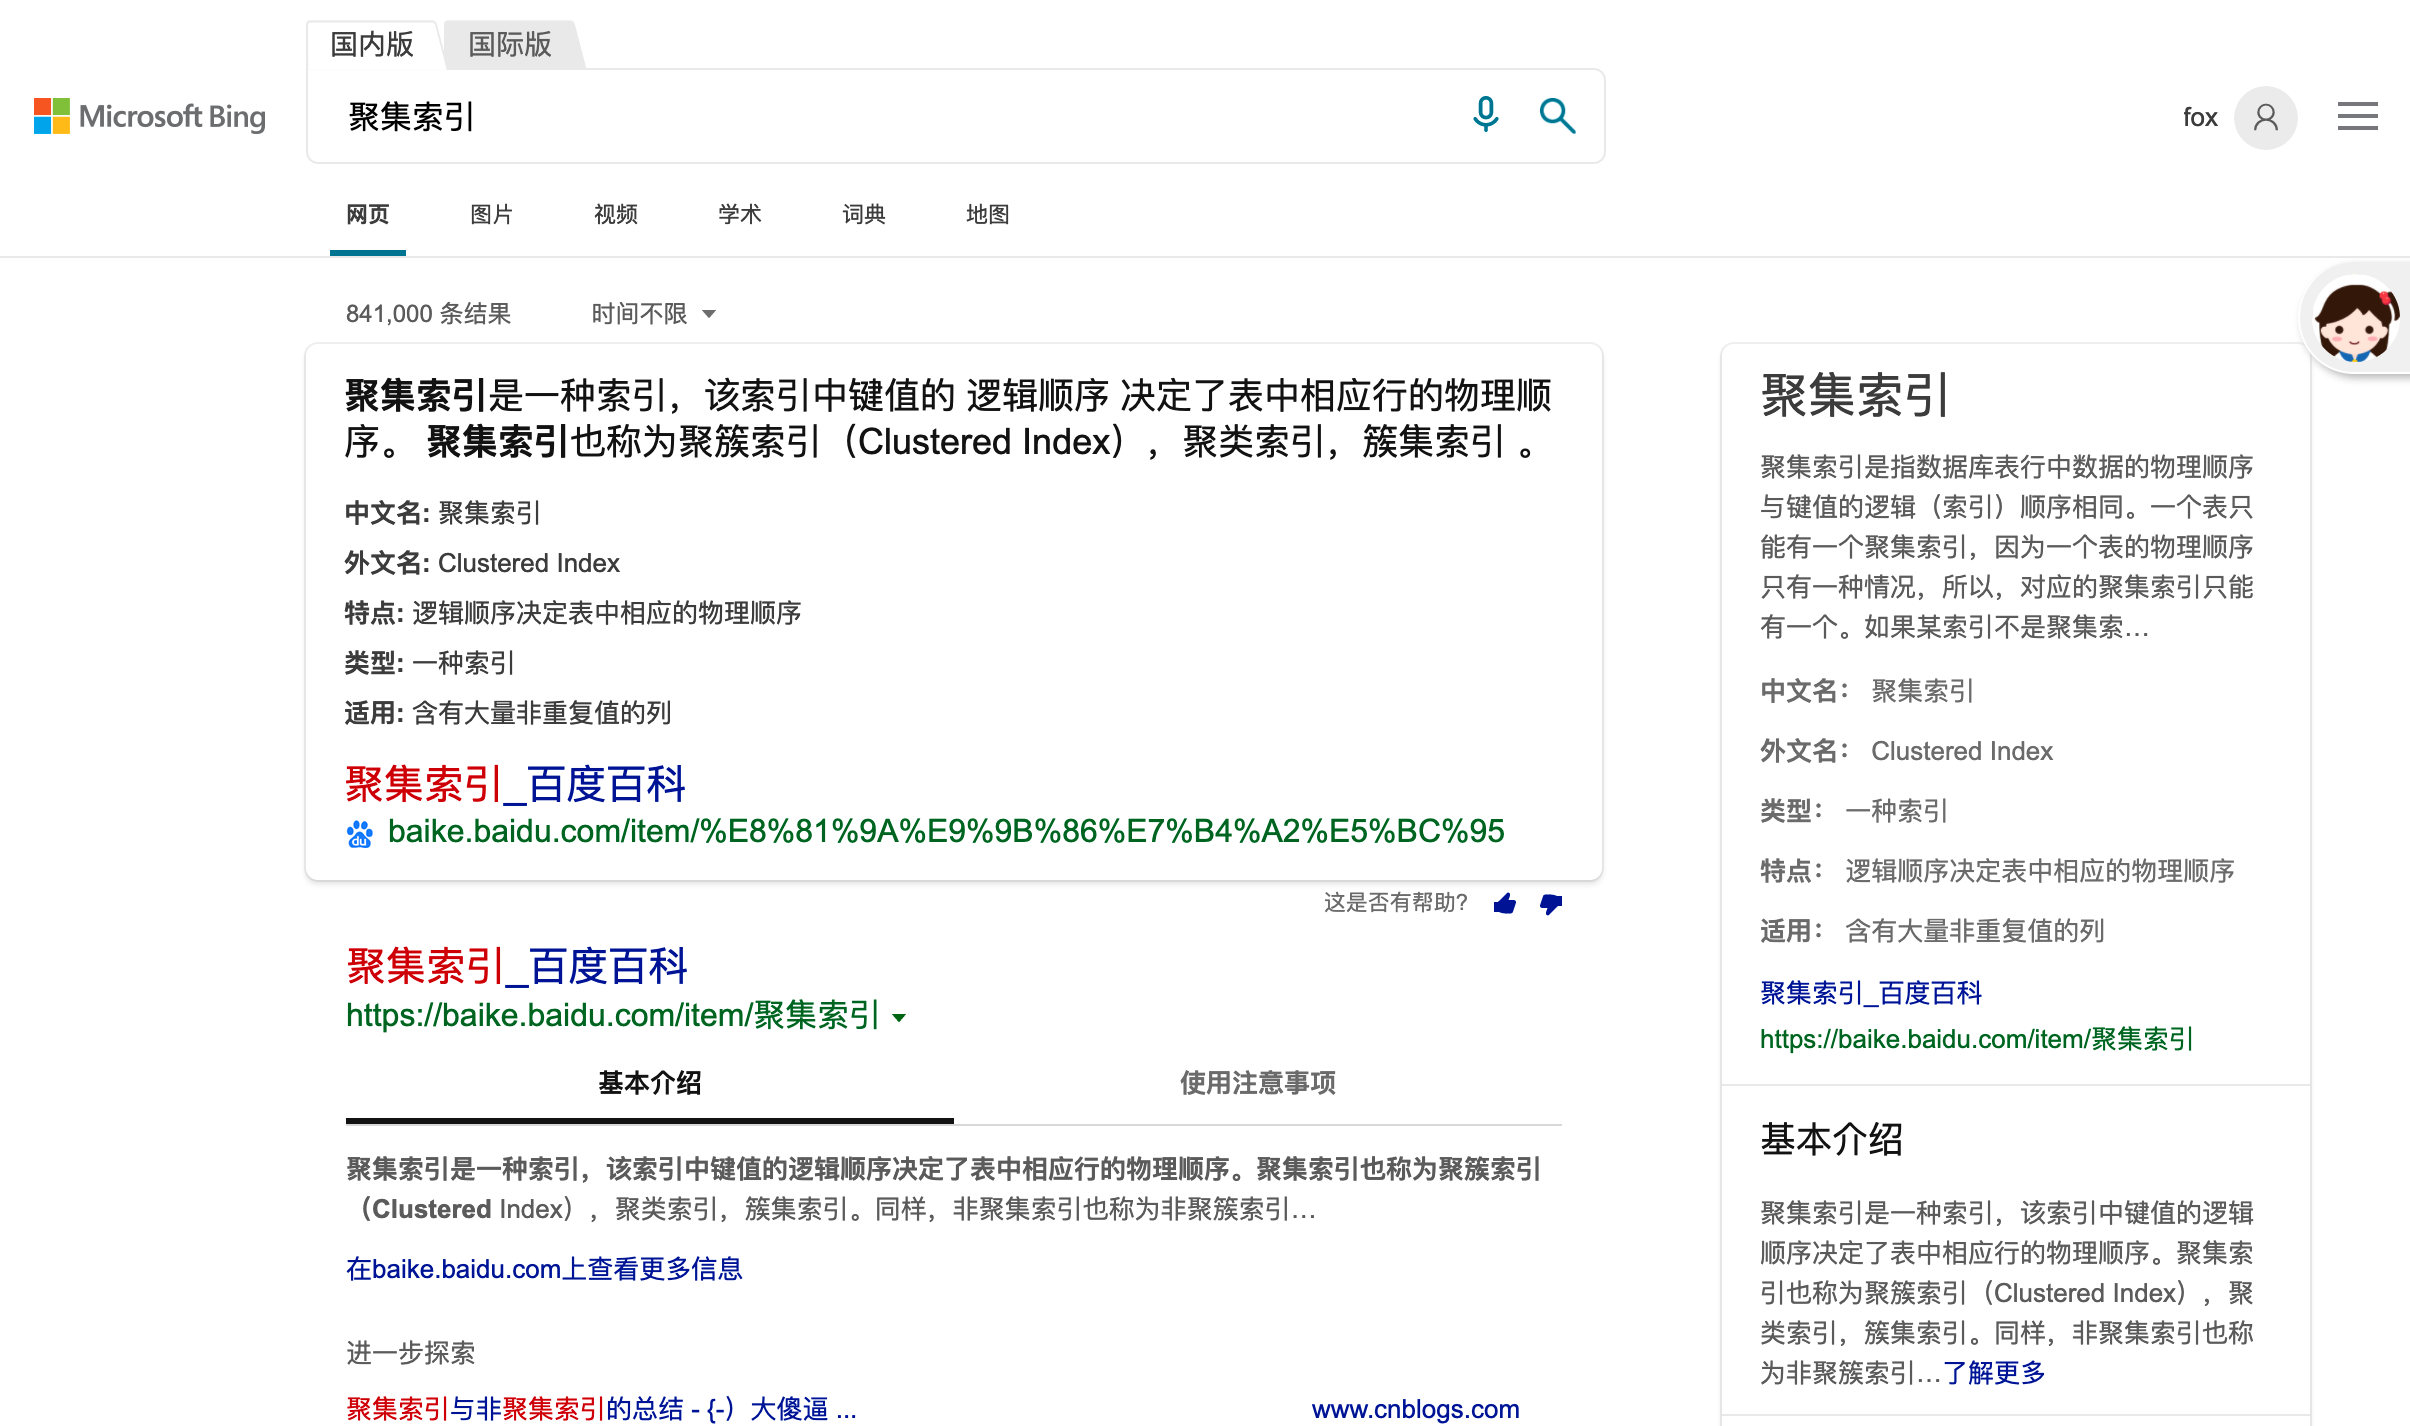 国内版 国际版
Microsoft Bing
聚集索引
fox
网页 图片 视频 学术 词典 地图
841,000 条结果 时间不限
聚集索引是一种索引，该索引中键值的 逻辑顺序 决定了表中相应行的物理顺
序。 聚集索引也称为聚簇索引（Clustered Index），聚类索引，簇集索引 。
中文名: 聚集索引
外文名: Clustered Index
特点: 逻辑顺序决定表中相应的物理顺序
类型: 一种索引
适用: 含有大量非重复值的列
聚集索引_百度百科
du
baike.baidu.com/item/%E8%81%9A%E9%9B%86%E7%B4%A2%E5%BC%95
这是否有帮助?
聚集索引_百度百科
https://baike.baidu.com/item/聚集索引
基本介绍 使用注意事项
聚集索引是一种索引，该索引中键值的逻辑顺序决定了表中相应行的物理顺序。聚集索引也称为聚簇索引
（Clustered Index），聚类索引，簇集索引。同样，非聚集索引也称为非聚簇索引…
在baike.baidu.com上查看更多信息
进一步探索
聚集索引与非聚集索引的总结 - {-）大傻逼 ... www.cnblogs.com
聚集索引
聚集索引是指数据库表行中数据的物理顺序
与键值的逻辑（索引）顺序相同。一个表只
能有一个聚集索引，因为一个表的物理顺序
只有一种情况，所以，对应的聚集索引只能
有一个。如果某索引不是聚集索…
中文名： 聚集索引
外文名： Clustered Index
类型： 一种索引
特点： 逻辑顺序决定表中相应的物理顺序
适用： 含有大量非重复值的列
聚集索引_百度百科
https://baike.baidu.com/item/聚集索引
基本介绍
聚集索引是一种索引，该索引中键值的逻辑
顺序决定了表中相应行的物理顺序。聚集索
引也称为聚簇索引（Clustered Index），聚
类索引，簇集索引。同样，非聚集索引也称
为非聚簇索引…了解更多